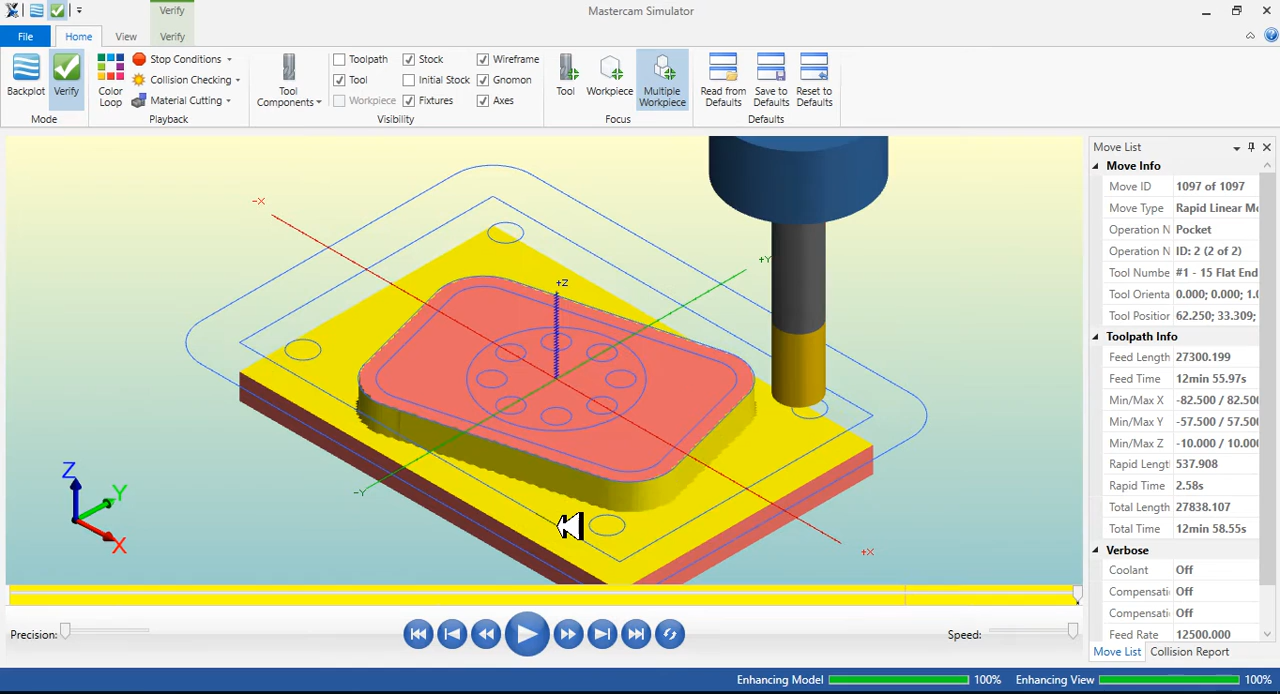 Verify
Mastercam Simulator
File
Home
View
Verify
Backplot
Verify
Mode
Color
Loop
Stop Conditions
Collision Checking
Material Cutting
Playback
Tool
Components
Toolpath
Tool
Workpiece
Stock
Initial Stock
Fixtures
Wirefram
Gnomon
Axes
Visibility
Tool
Workpiece
Multiple
Workpiece
Focus
Read from
Defaults
Save to
Defaults
Reset to
Defaults
Defaults
-X
+Y
+Z
-Y
+X
Z
Y
X
Move List
Move Info
Move ID 1097 of 1097
Move Type Rapid Linear Mo
Operation N Pocket
Operation N ID: 2 (2 of 2)
Tool Numbe #1 - 15 Flat End
Tool Orienta 0.000; 0.000; 1.0
Tool Position 62.250; 33.309;
Toolpath Info
Feed Length 27300.199
Feed Time 12min 55.97s
Min/Max X -82.500 / 82.500
Min/Max Y -57.500 / 57.500
Min/Max Z -10.000 / 10.000
Rapid Lengt 537.908
Rapid Time 2.58s
Total Length 27838.107
Total Time 12min 58.55s
Verbose
Coolant Off
Compensati Off
Compensati Off
Feed Rate 12500.000
Move List
Collision Report
Precision:
Speed:
Enhancing Model 100% Enhancing View 100%